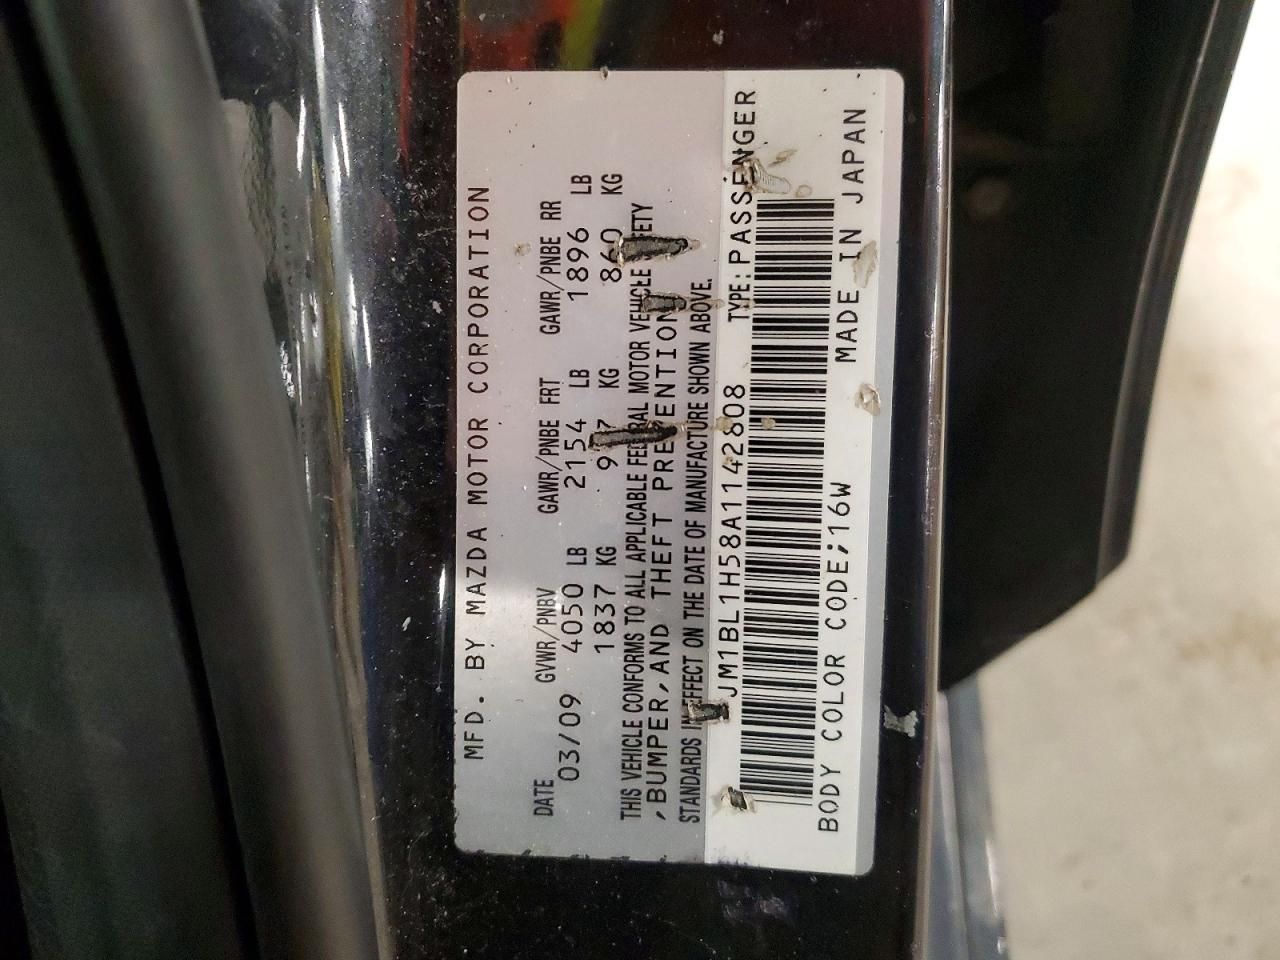 MFD. BY MAZDA MOTOR CORPORATION
DATE GVWR/PNBV GAWR/PNBE FRT GAWR/PNBE RR
03/09 4050 LB 2154 LB 1896 LB
1837 KG KG 860 KG
THIS VEHICLE CONFORMS TO ALL APPLICABLE FEDERAL MOTOR VEHICLE SAFETY
,BUMPER,AND THEFT PREVENTION
STANDARDS IN EFFECT ON THE DATE OF MANUFACTURE SHOWN ABOVE.
JM1BL1H58A1142808 TYPE:PASSENGER
BODY COLOR CODE;16W MADE IN JAPAN